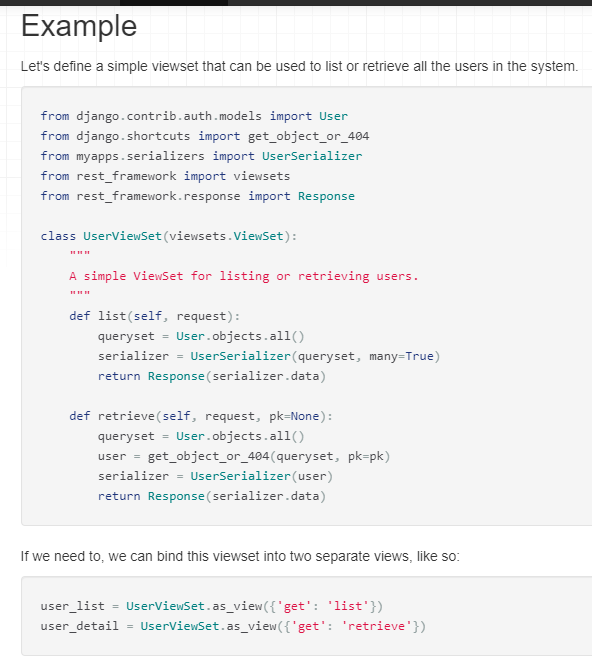 Example
Let's define a simple viewset that can be used to list or retrieve all the users in the system.
from django.contrib.auth.models import User
from django.shortcuts import get_object_or_404
from myapps.serializers import UserSerializer
from rest_framework import viewsets
from rest_framework.response import Response

class UserViewSet(viewsets.ViewSet):
    """
    A simple ViewSet for listing or retrieving users.
    """
    def list(self, request):
        queryset = User.objects.all()
        serializer = UserSerializer(queryset, many=True)
        return Response(serializer.data)

    def retrieve(self, request, pk=None):
        queryset = User.objects.all()
        user = get_object_or_404(queryset, pk=pk)
        serializer = UserSerializer(user)
        return Response(serializer.data)
If we need to, we can bind this viewset into two separate views, like so:
user_list = UserViewSet.as_view({'get': 'list'})
user_detail = UserViewSet.as_view({'get': 'retrieve'})